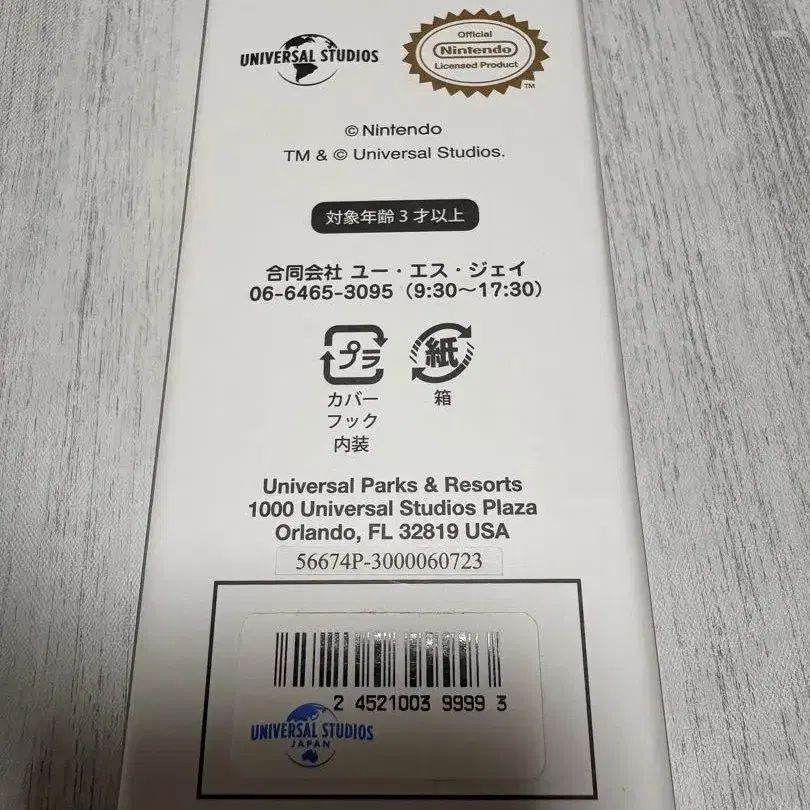 UNIVERSAL STUDIOS
Official
Nintendo
Licensed Product
TM
©Nintendo
TM & © Universal Studios.
対象年齢3才以上
合同会社 ユー・エス・ジェイ
06-6465-3095（9:30～17:30）
プラ
紙
カバー
フック
内装
箱
Universal Parks & Resorts
1000 Universal Studios Plaza
Orlando, FL 32819 USA
56674P-3000060723
2 4521003 9999 3
UNIVERSAL STUDIOS
JAPAN